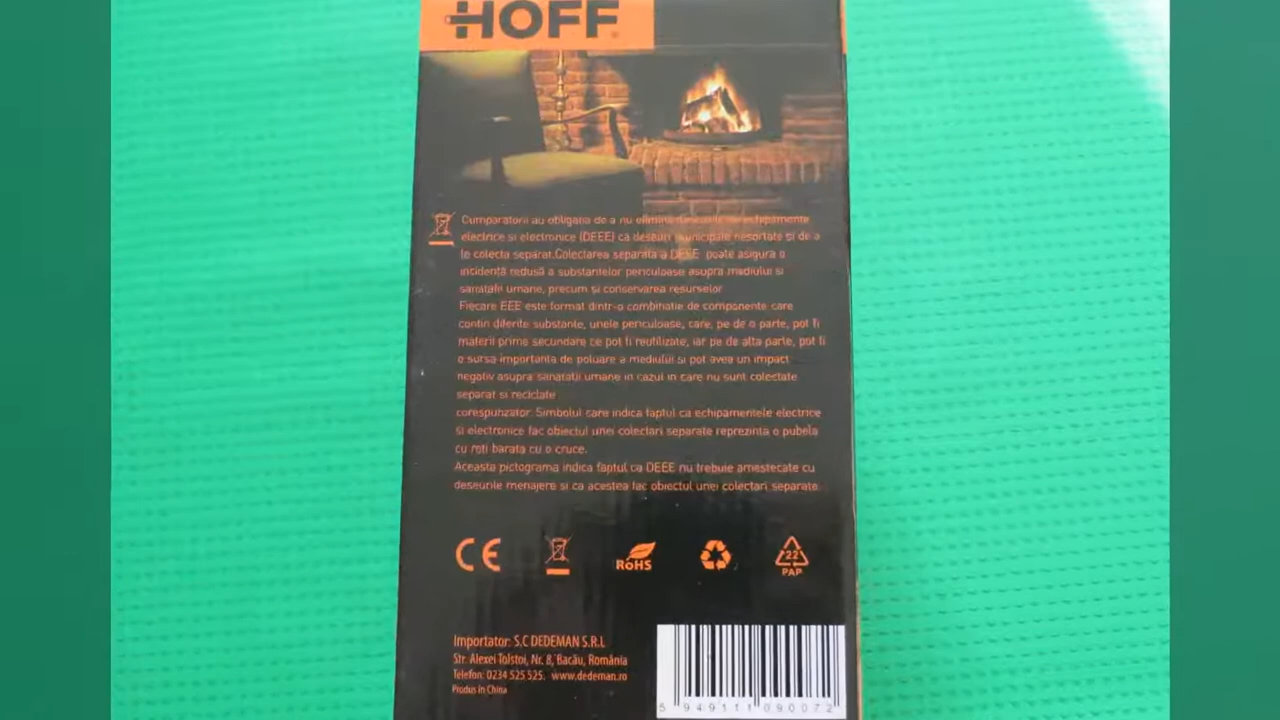 HOFF
Cumparatorii au obligatia de a nu elimina deseurile de echipamente
electrice si electronice (DEEE) ca deseuri municipale nesortate și de a
le colecta separat.Colectarea separata a DEEE poate asigura o
incidență redusă a substantelor periculoase asupra mediului si
sanatatii umane, precum si conservarea resurselor
Fiecare EEE este format dintr-o combinatie de componente care
contin diferite substante, unele periculoase, care, pe de o parte, pot fi
materii prime secundare ce pot fi reutilizate, iar pe de alta parte, pot fi
o sursa importanta de poluare a mediului si pot avea un impact
negativ asupra sanatatii umane in cazul in care nu sunt colectate
separat si reciclate
corespunzator. Simbolul care indica faptul ca echipamentele electrice
si electronice fac obiectul unei colectari separate reprezinta o pubela
cu roti barata cu o cruce.
Aceasta pictograma indica faptul ca DEEE nu trebuie amestecate cu
deseurile menajere si ca acestea fac obiectul unei colectari separate.
CE
RoHS
22
PAP
Importator: S.C DEDEMAN S.R.L
Str. Alexei Tolstoi, Nr. 8, Bacău, România
Telefon: 0234 525 525. www.dedeman.ro
Produs în China
5 949111 090072